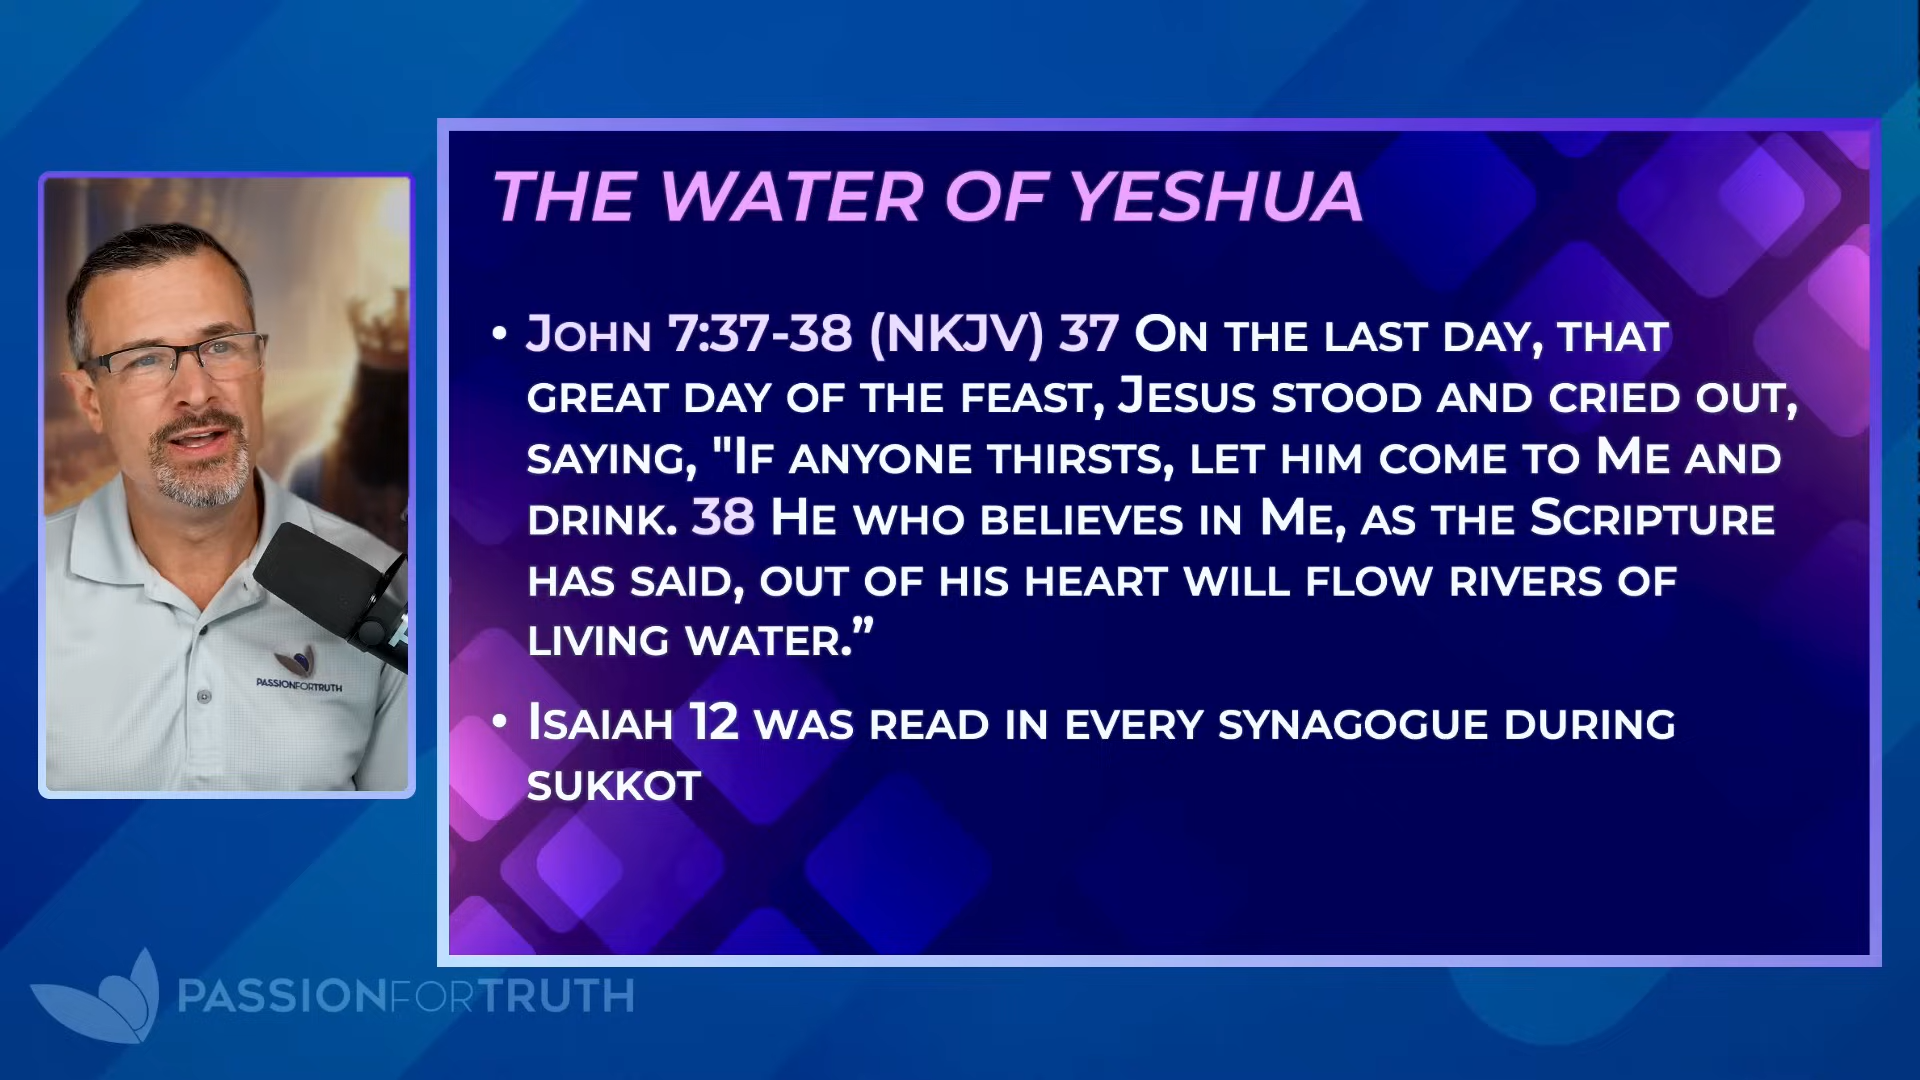 THE WATER OF YESHUA
• John 7:37-38 (NKJV) 37 On the last day, that
great day of the feast, Jesus stood and cried out,
saying, "If anyone thirsts, let him come to Me and
drink. 38 He who believes in Me, as the Scripture
has said, out of his heart will flow rivers of
living water.”
• Isaiah 12 was read in every synagogue during
sukkot
PASSIONFORTRUTH
PASSIONFORTRUTH